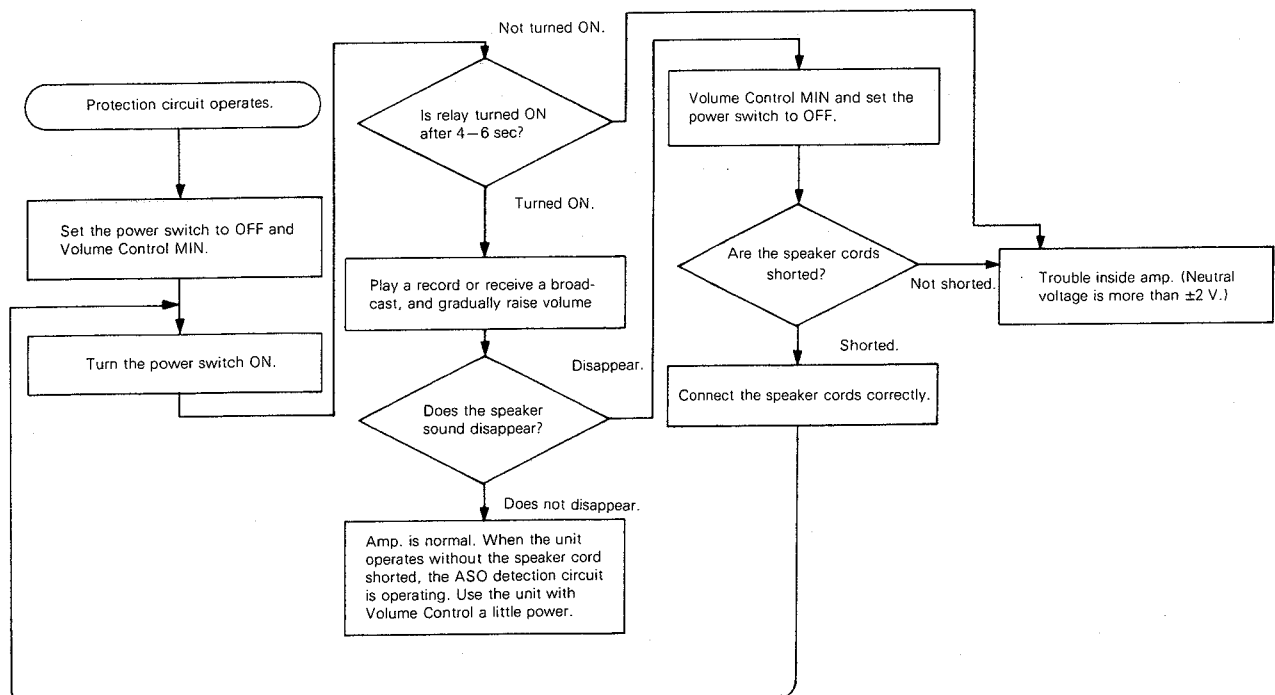 Protection circuit operates.
Set the power switch to OFF and
Volume Control MIN.
Turn the power switch ON.
Not turned ON.
Is relay turned ON
after 4—6 sec?
Turned ON.
Play a record or receive a broad-
cast, and gradually raise volume
Disappear.
Does the speaker
sound disappear?
Does not disappear.
Amp. is normal. When the unit
operates without the speaker cord
shorted, the ASO detection circuit
is operating. Use the unit with
Volume Control a little power.
Volume Control MIN and set the
power switch to OFF.
Are the speaker cords
shorted?
Not shorted.
Shorted.
Connect the speaker cords correctly.
Trouble inside amp. (Neutral
voltage is more than ±2 V.)